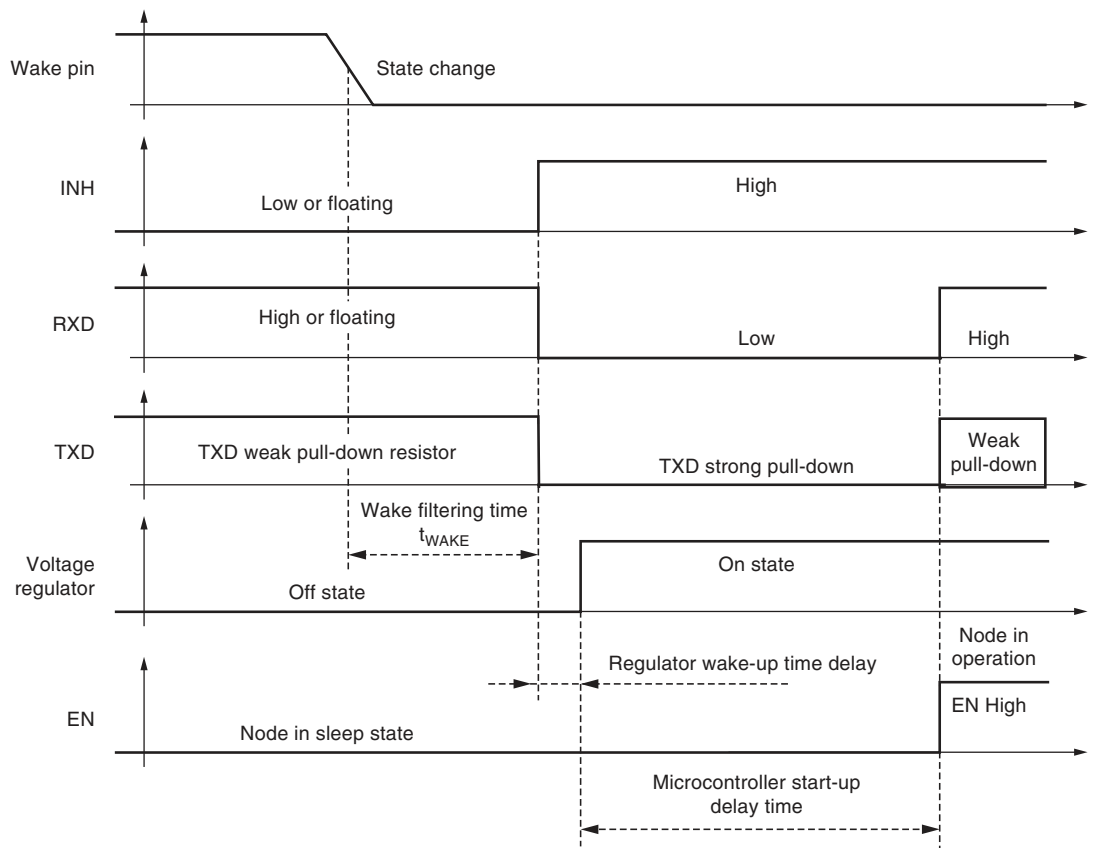 Wake pin
State change
INH
Low or floating
High
RXD
High or floating
Low
High
TXD
TXD weak pull-down resistor
TXD strong pull-down
Weak
pull-down
Wake filtering time
tWAKE
Voltage
regulator
Off state
On state
Regulator wake-up time delay
Node in
operation
EN
Node in sleep state
EN High
Microcontroller start-up
delay time